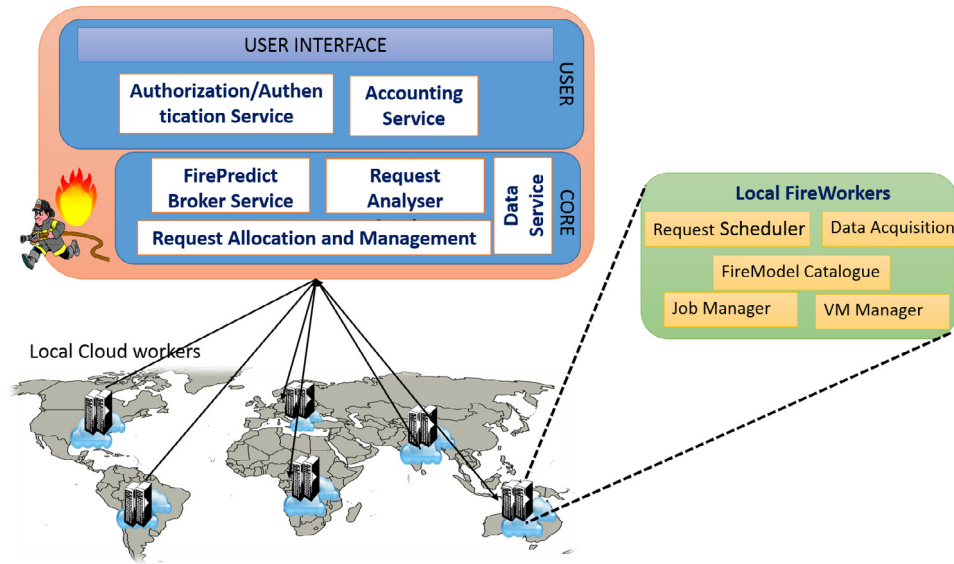 USER INTERFACE
USER
Authorization/Authen
tication Service
Accounting
Service
FirePredict
Broker Service
Request
Analyser
Data
Service
CORE
Request Allocation and Management
Local FireWorkers
Request Scheduler
Data Acquisition
FireModel Catalogue
Job Manager
VM Manager
Local Cloud workers